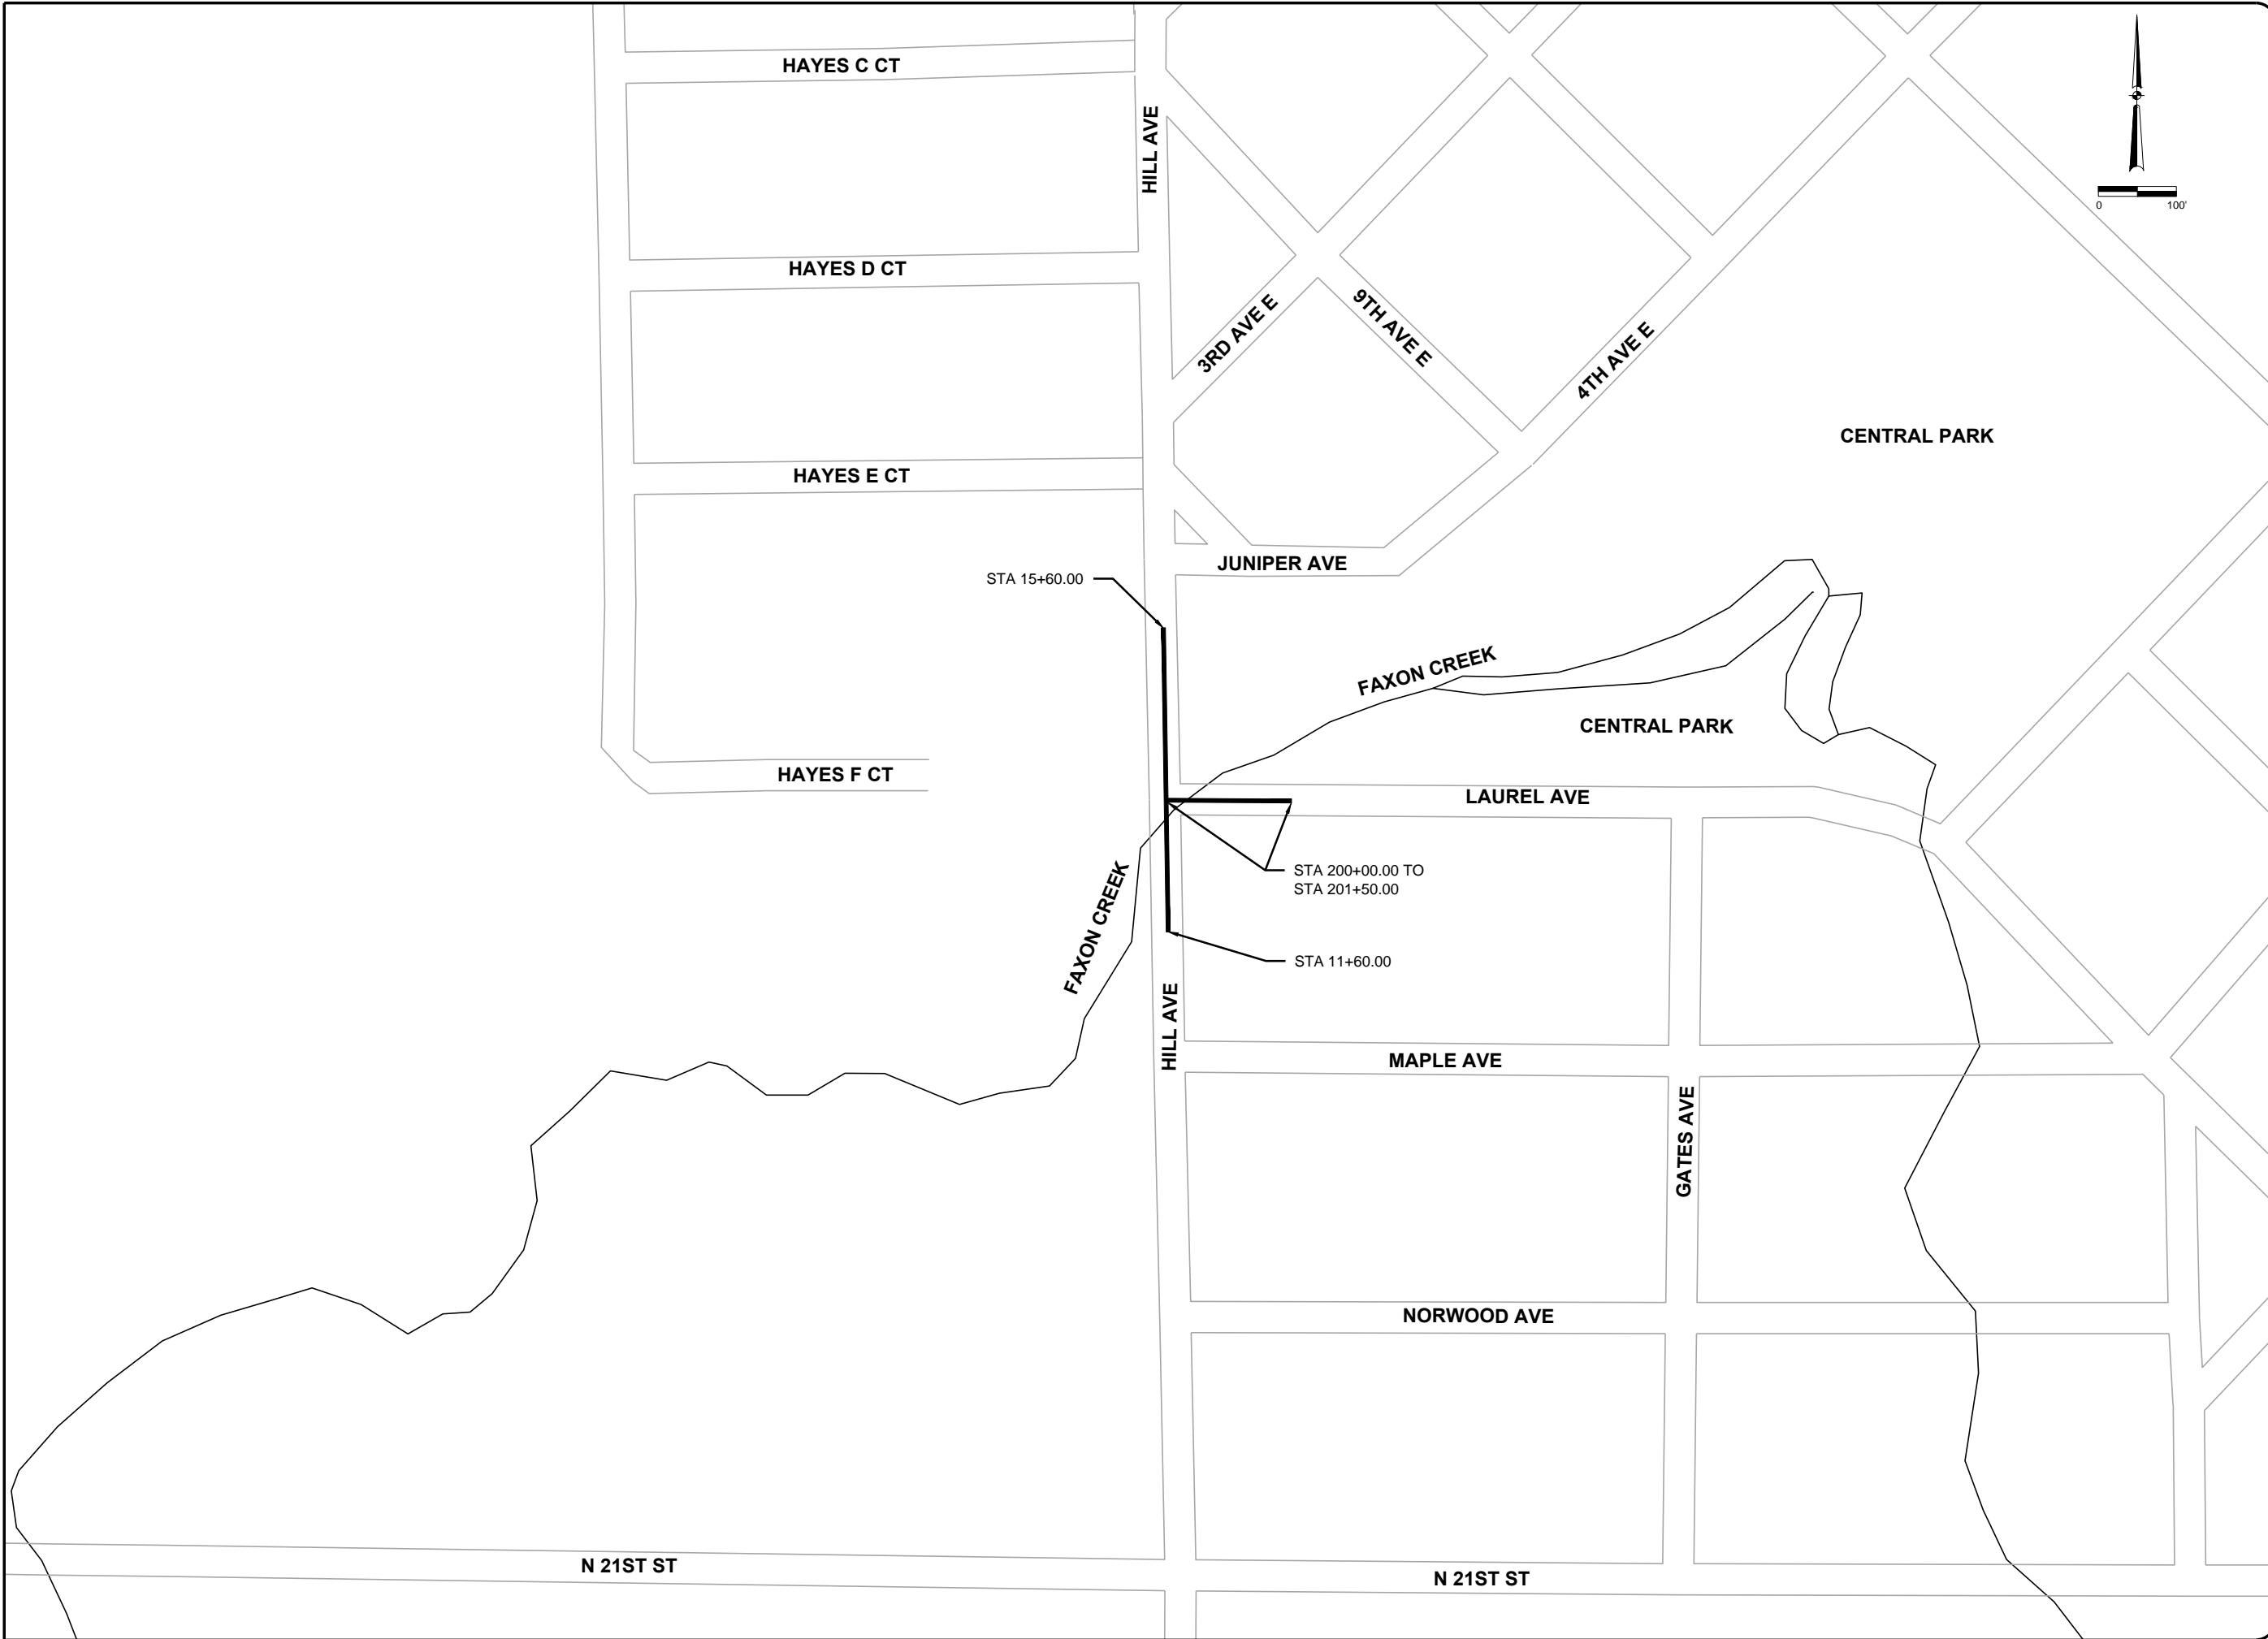 HAYES C CT
HILL AVE
0 100'
HAYES D CT
3RD AVE E
9TH AVE E
4TH AVE E
CENTRAL PARK
HAYES E CT
JUNIPER AVE
STA 15+60.00
FAXON CREEK
CENTRAL PARK
HAYES F CT
LAUREL AVE
STA 200+00.00 TO
STA 201+50.00
FAXON CREEK
STA 11+60.00
HILL AVE
MAPLE AVE
GATES AVE
NORWOOD AVE
N 21ST ST
N 21ST ST